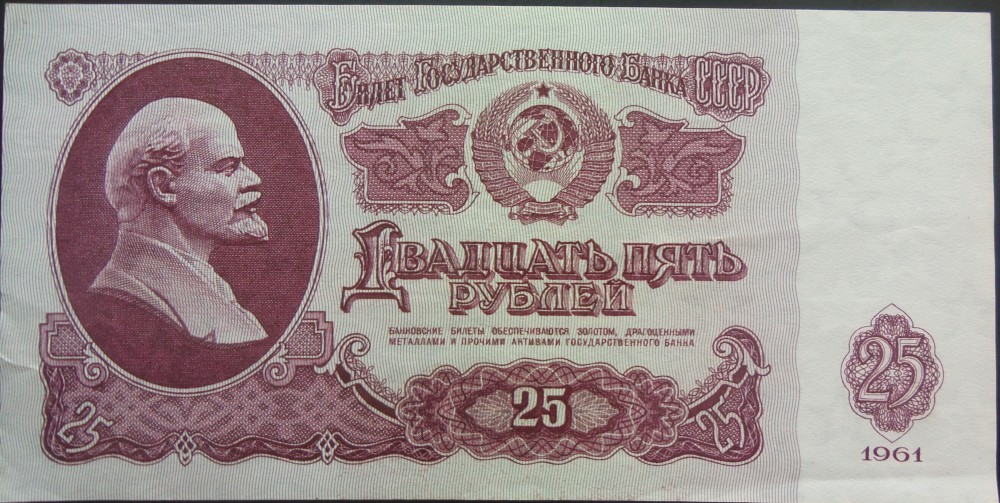 Билет Государственного Банка СССР
Двадцать пять
рублей
БАНКОВСКИЕ БИЛЕТЫ ОБЕСПЕЧИВАЮТСЯ ЗОЛОТОМ, ДРАГОЦЕННЫМИ
МЕТАЛЛАМИ И ПРОЧИМИ АКТИВАМИ ГОСУДАРСТВЕННОГО БАНКА
25
25
25
25
1961